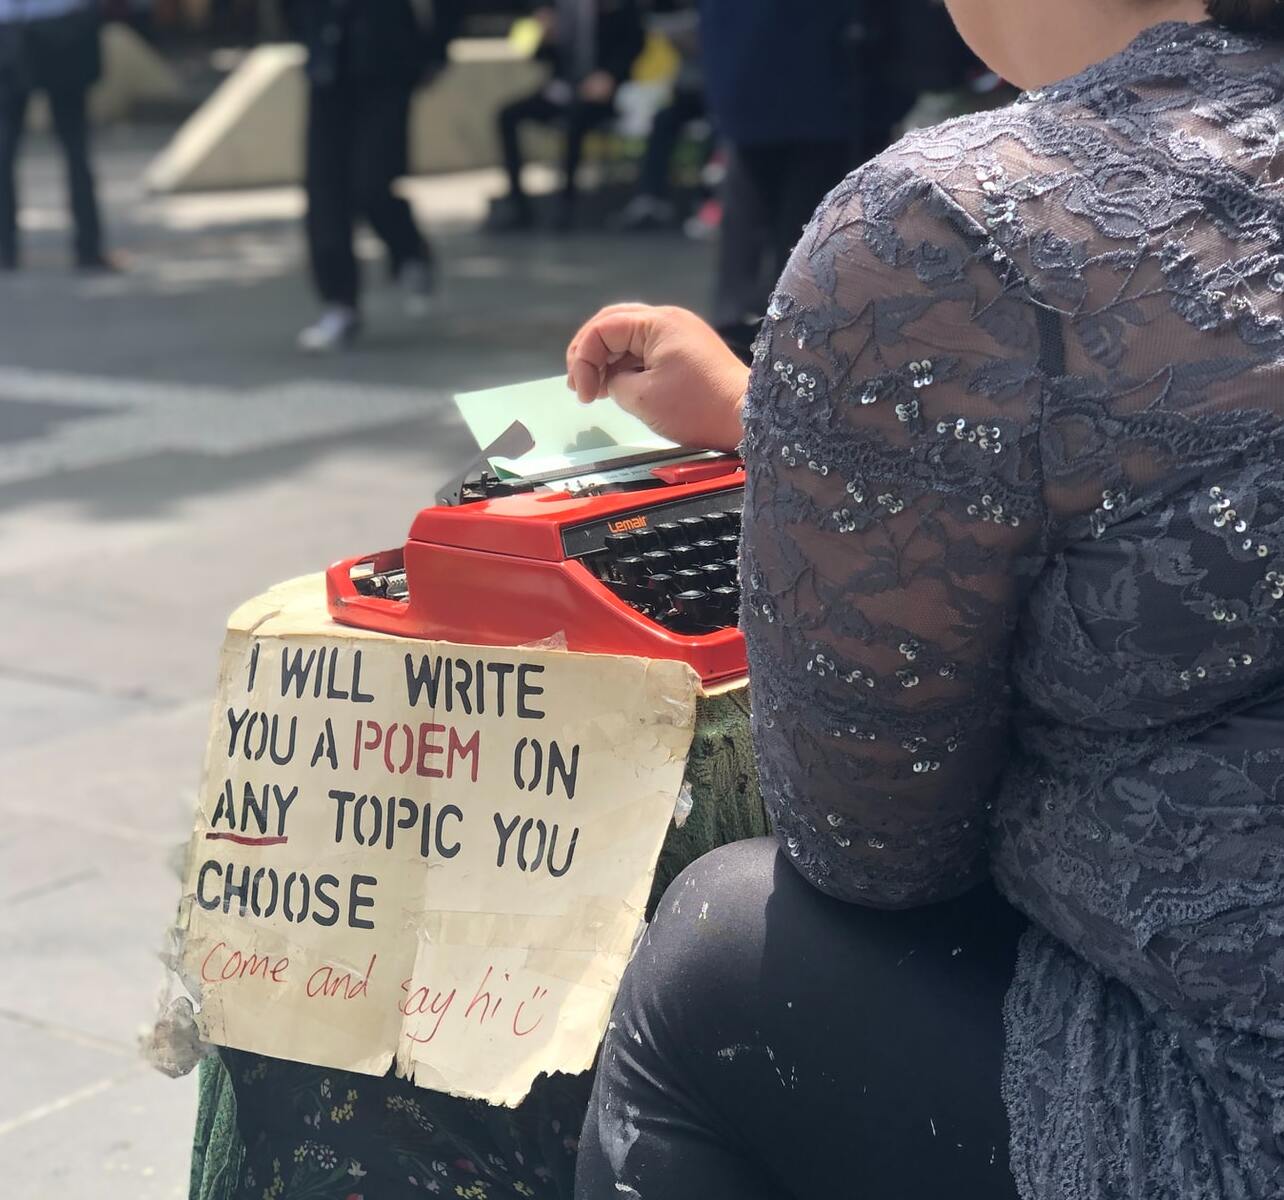 Lemair
I WILL WRITE
YOU A POEM ON
ANY TOPIC YOU
CHOOSE
come and say hi